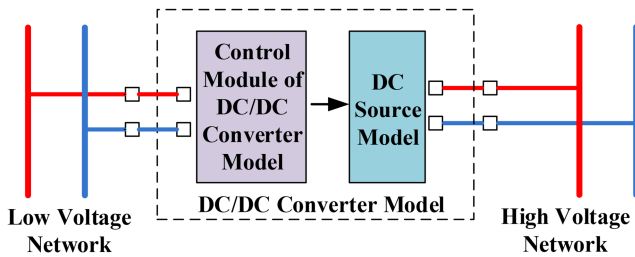 Control
Module of
DC/DC
Converter
Model
DC
Source
Model
DC/DC Converter Model
Low Voltage
Network
High Voltage
Network